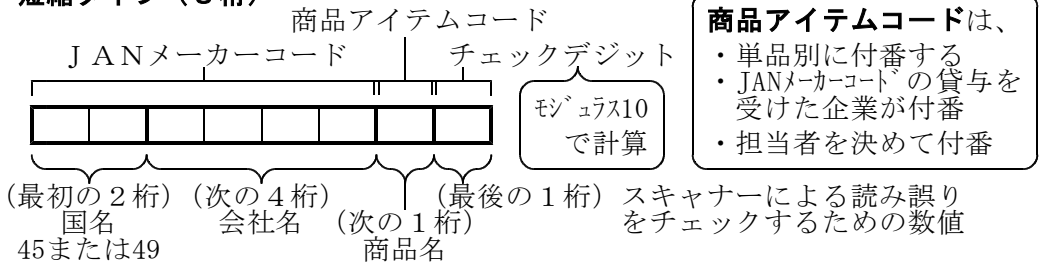 短縮タイプ（８桁）
商品アイテムコード
ＪＡＮメーカーコード
チェックデジット
ﾓｼﾞｭﾗｽ10
で計算
商品アイテムコードは、
・単品別に付番する
・JANﾒｰｶｰｺｰﾄﾞの貸与を
受けた企業が付番
・担当者を決めて付番
(最初の２桁)
国名
45または49
(次の４桁)
会社名
(次の１桁)
商品名
(最後の１桁)
スキャナーによる読み誤り
をチェックするための数値